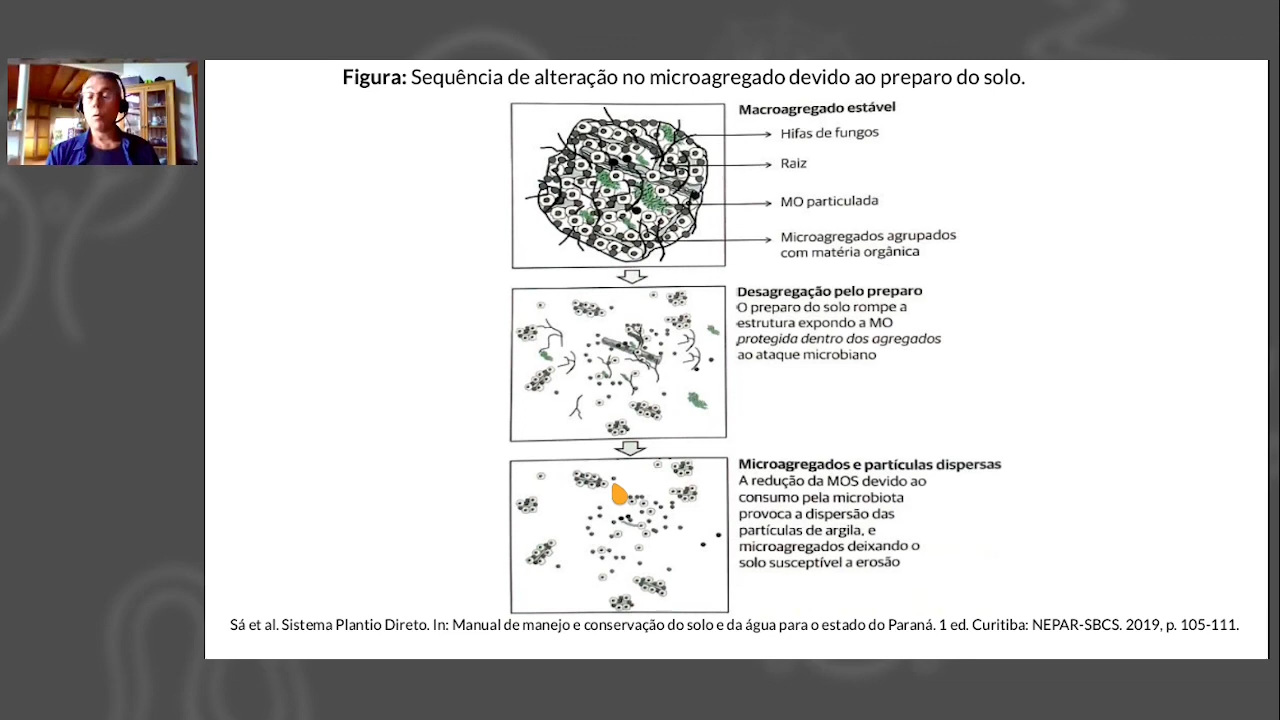 Figura: Sequência de alteração no microagregado devido ao preparo do solo.
Macroagregado estável
Hifas de fungos
Raiz
MO particulada
Microagregados agrupados
com matéria orgânica
Desagregação pelo preparo
O preparo do solo rompe a
estrutura expondo a MO
protegida dentro dos agregados
ao ataque microbiano
Microagregados e partículas dispersas
A redução da MOS devido ao
consumo pela microbiota
provoca a dispersão das
partículas de argila, e
microagregados deixando o
solo susceptível a erosão
Sá et al. Sistema Plantio Direto. In: Manual de manejo e conservação do solo e da água para o estado do Paraná. 1 ed. Curitiba: NEPAR-SBCS. 2019, p. 105-111.